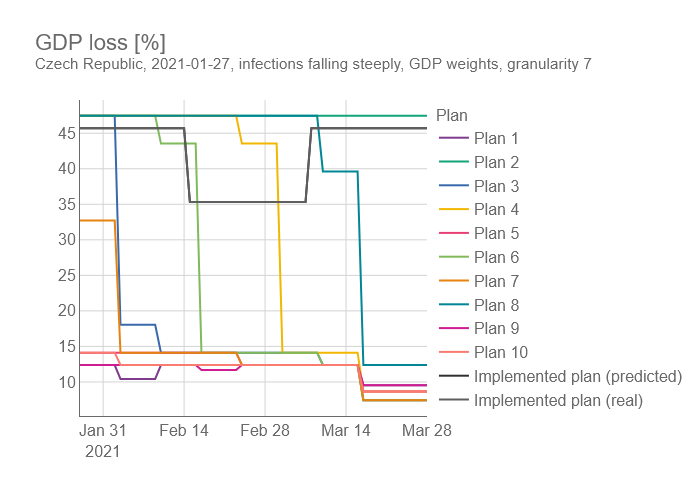 GDP loss [%]
Czech Republic, 2021-01-27, infections falling steeply, GDP weights, granularity 7
Plan
45
40
35
30
25
20
15
10
Plan 1
Plan 2
Plan 3
Plan 4
Plan 5
Plan 6
Plan 7
Plan 8
Plan 9
Plan 10
Implemented plan (predicted)
Implemented plan (real)
Jan 31 Feb 14 Feb 28 Mar 14 Mar 28
2021